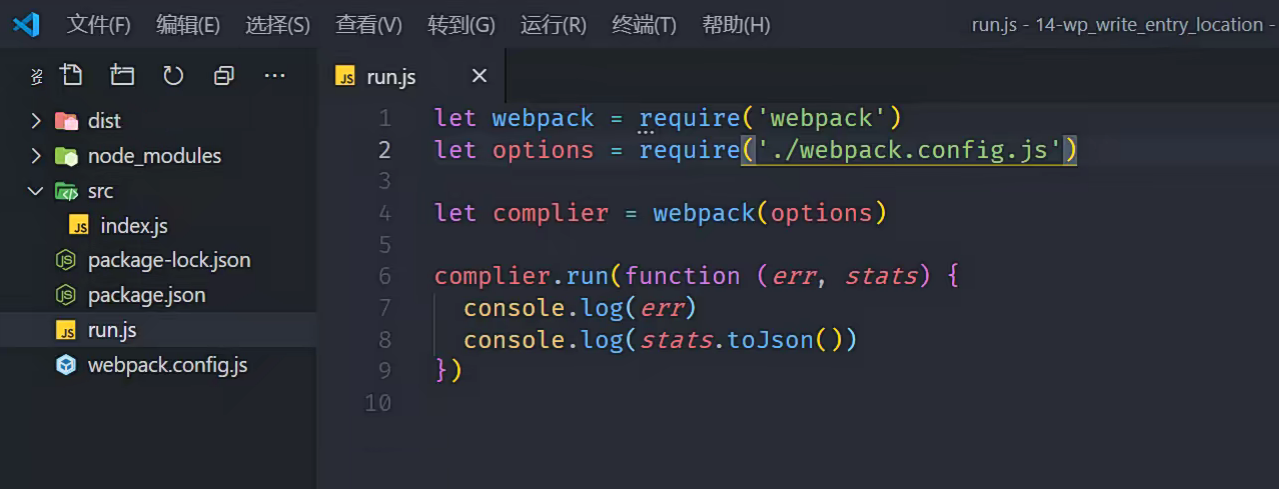 文件(F) 编辑(E) 选择(S) 查看(V) 转到(G) 运行(R) 终端(T) 帮助(H) run.js - 14-wp_write_entry_location -
run.js
dist
node_modules
src
index.js
package-lock.json
package.json
run.js
webpack.config.js
1 let webpack = require('webpack')
2 let options = require('./webpack.config.js')
3
4 let complier = webpack(options)
5
6 complier.run(function (err, stats) {
7 console.log(err)
8 console.log(stats.toJson())
9 })
10